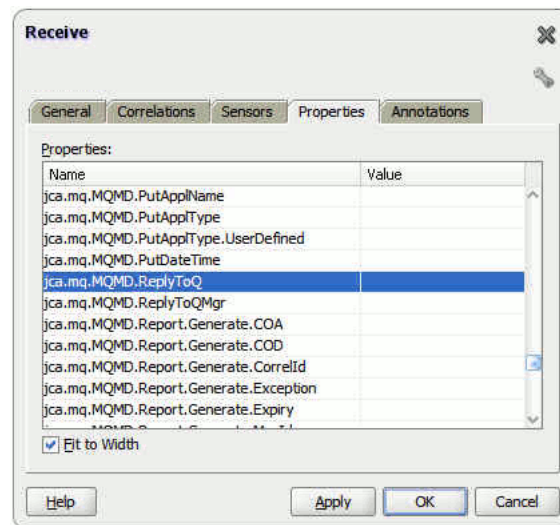 Receive
General Correlations Sensors Properties Annotations
Properties:
Name Value
jca.mq.MQMD.PutApplName
jca.mq.MQMD.PutApplType
jca.mq.MQMD.PutApplType.UserDefined
jca.mq.MQMD.PutDateTime
jca.mq.MQMD.ReplyToQ
jca.mq.MQMD.ReplyToQMgr
jca.mq.MQMD.Report.Generate.COA
jca.mq.MQMD.Report.Generate.COD
jca.mq.MQMD.Report.Generate.CorrelId
jca.mq.MQMD.Report.Generate.Exception
jca.mq.MQMD.Report.Generate.Expiry
Fit to Width
Help Apply OK Cancel